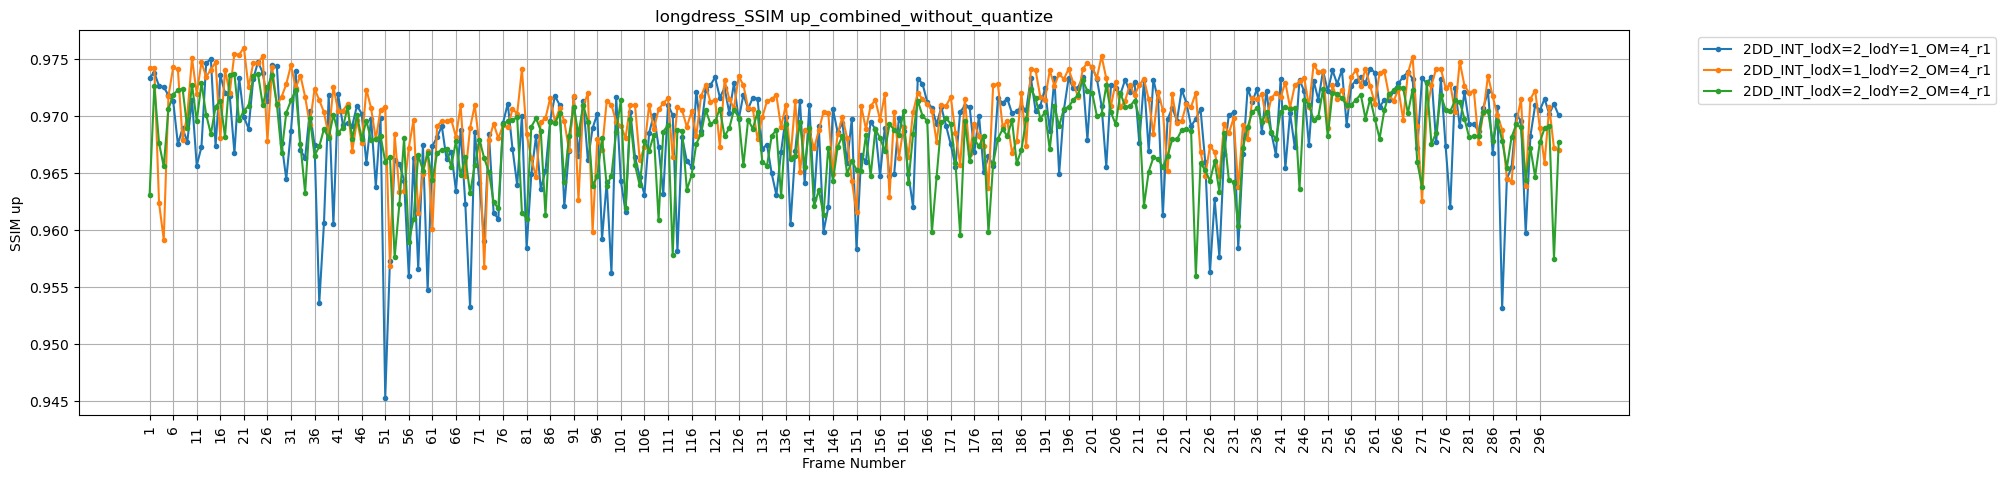 longdress_SSIM up_combined_without_quantize
2DD_INT_lodX=2_lodY=1_OM=4_r1
2DD_INT_lodX=1_lodY=2_OM=4_r1
2DD_INT_lodX=2_lodY=2_OM=4_r1
SSIM up
0.975
0.970
0.965
0.960
0.955
0.950
0.945
1 6 11 16 21 26 31 36 41 46 51 56 61 66 71 76 81 86 91 96 101 106 111 116 121 126 131 136 141 146 151 156 161 166 171 176 181 186 191 196 201 206 211 216 221 226 231 236 241 246 251 256 261 266 271 276 281 286 291 296
Frame Number